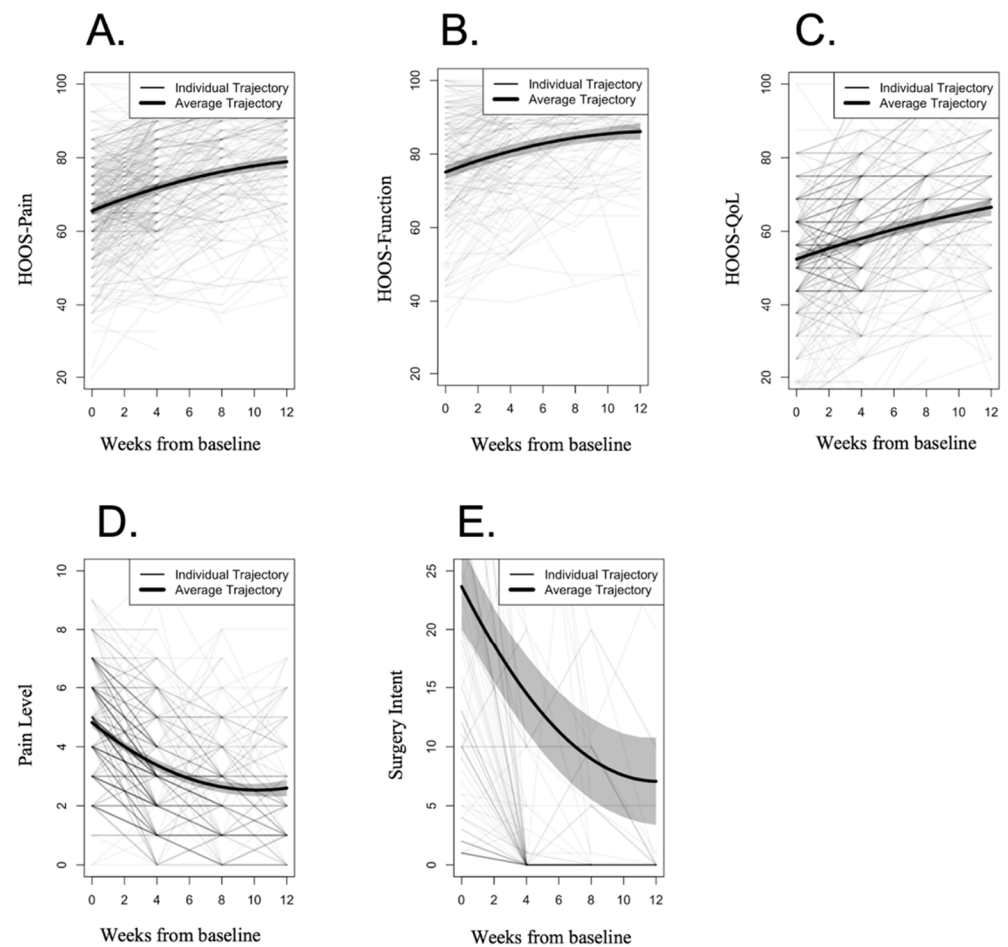 A.
Individual Trajectory
Average Trajectory
HOOS-Pain
100
80
60
40
20
0 2 4 6 8 10 12
Weeks from baseline
B.
Individual Trajectory
Average Trajectory
HOOS-Function
100
80
60
40
20
0 2 4 6 8 10 12
Weeks from baseline
C.
Individual Trajectory
Average Trajectory
HOOS-QoL
100
80
60
40
20
0 2 4 6 8 10 12
Weeks from baseline
D.
Individual Trajectory
Average Trajectory
Pain Level
10
8
6
4
2
0
0 2 4 6 8 10 12
Weeks from baseline
E.
Individual Trajectory
Average Trajectory
Surgery Intent
25
20
15
10
5
0
0 2 4 6 8 10 12
Weeks from baseline